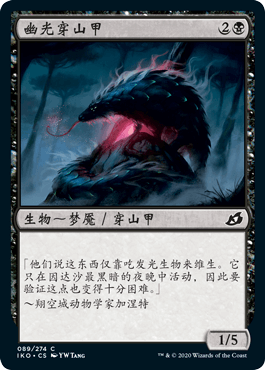 幽光穿山甲 2
生物～梦魇／穿山甲
「他们说这东西仅靠吃发光生物来维生。它
只在因达沙最黑暗的夜晚中活动，因此要
验证这点也变得十分困难。」
～翔空城动物学家加涅特
1/5
089/274 C
IKO • CS YW TANG
™ & © 2020 Wizards of the Coast